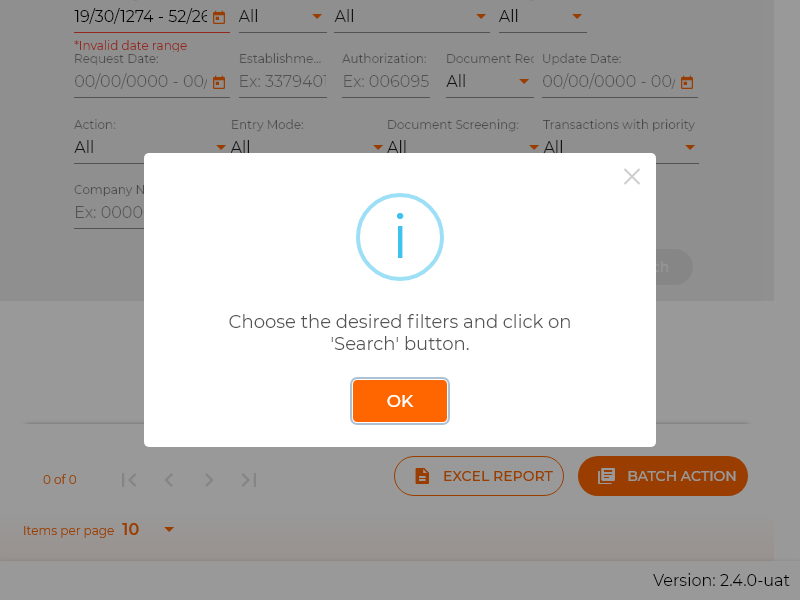 19/30/1274 - 52/26 All All All
*Invalid date range
Request Date: Establishme... Authorization: Document Rec Update Date:
00/00/0000 - 00/ Ex: 3379401 Ex: 006095 All 00/00/0000 - 00/
Action: Entry Mode: Document Screening: Transactions with priority
All All All All
Company N
Ex: 0000
ch
i
Choose the desired filters and click on
'Search' button.
OK
0 of 0
EXCEL REPORT BATCH ACTION
Items per page 10
Version: 2.4.0-uat